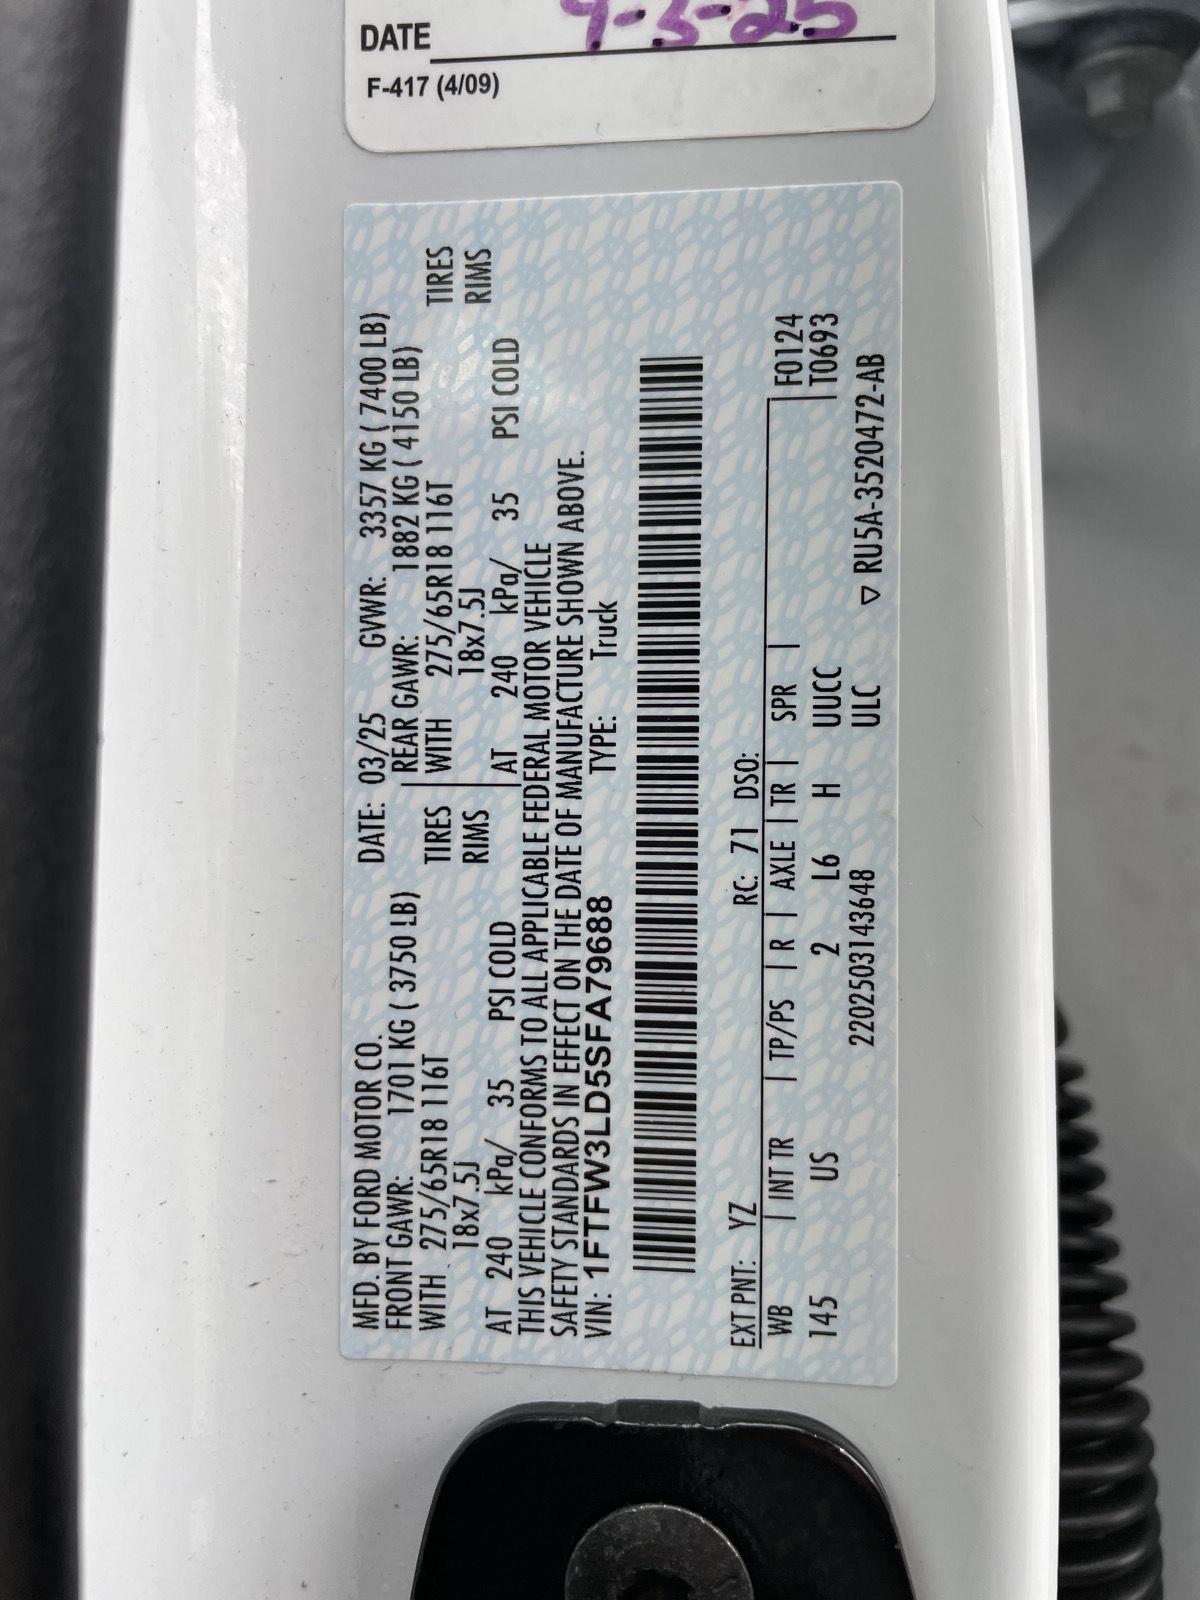 9-3-25
DATE
F-417 (4/09)
MFD. BY FORD MOTOR CO. DATE: 03/25 GVWR: 3357 KG ( 7400 LB)
FRONT GAWR: 1701 KG ( 3750 LB) REAR GAWR: 1882 KG ( 4150 LB)
WITH 275/65R18 116T TIRES WITH 275/65R18 116T TIRES
18x7.5J RIMS 18x7.5J RIMS
AT 240 kPa/ 35 PSI COLD AT 240 kPa/ 35 PSI COLD
THIS VEHICLE CONFORMS TO ALL APPLICABLE FEDERAL MOTOR VEHICLE
SAFETY STANDARDS IN EFFECT ON THE DATE OF MANUFACTURE SHOWN ABOVE.
VIN: 1FTFW3LD5SFA79688 TYPE: Truck
EXT PNT: YZ RC: 71 DSO:
WB | INT TR | TP/PS | R | AXLE | TR | SPR | F0124
145 US 2 L6 H UUCC T0693
2202503143648 ULC ▽ RU5A-3520472-AB